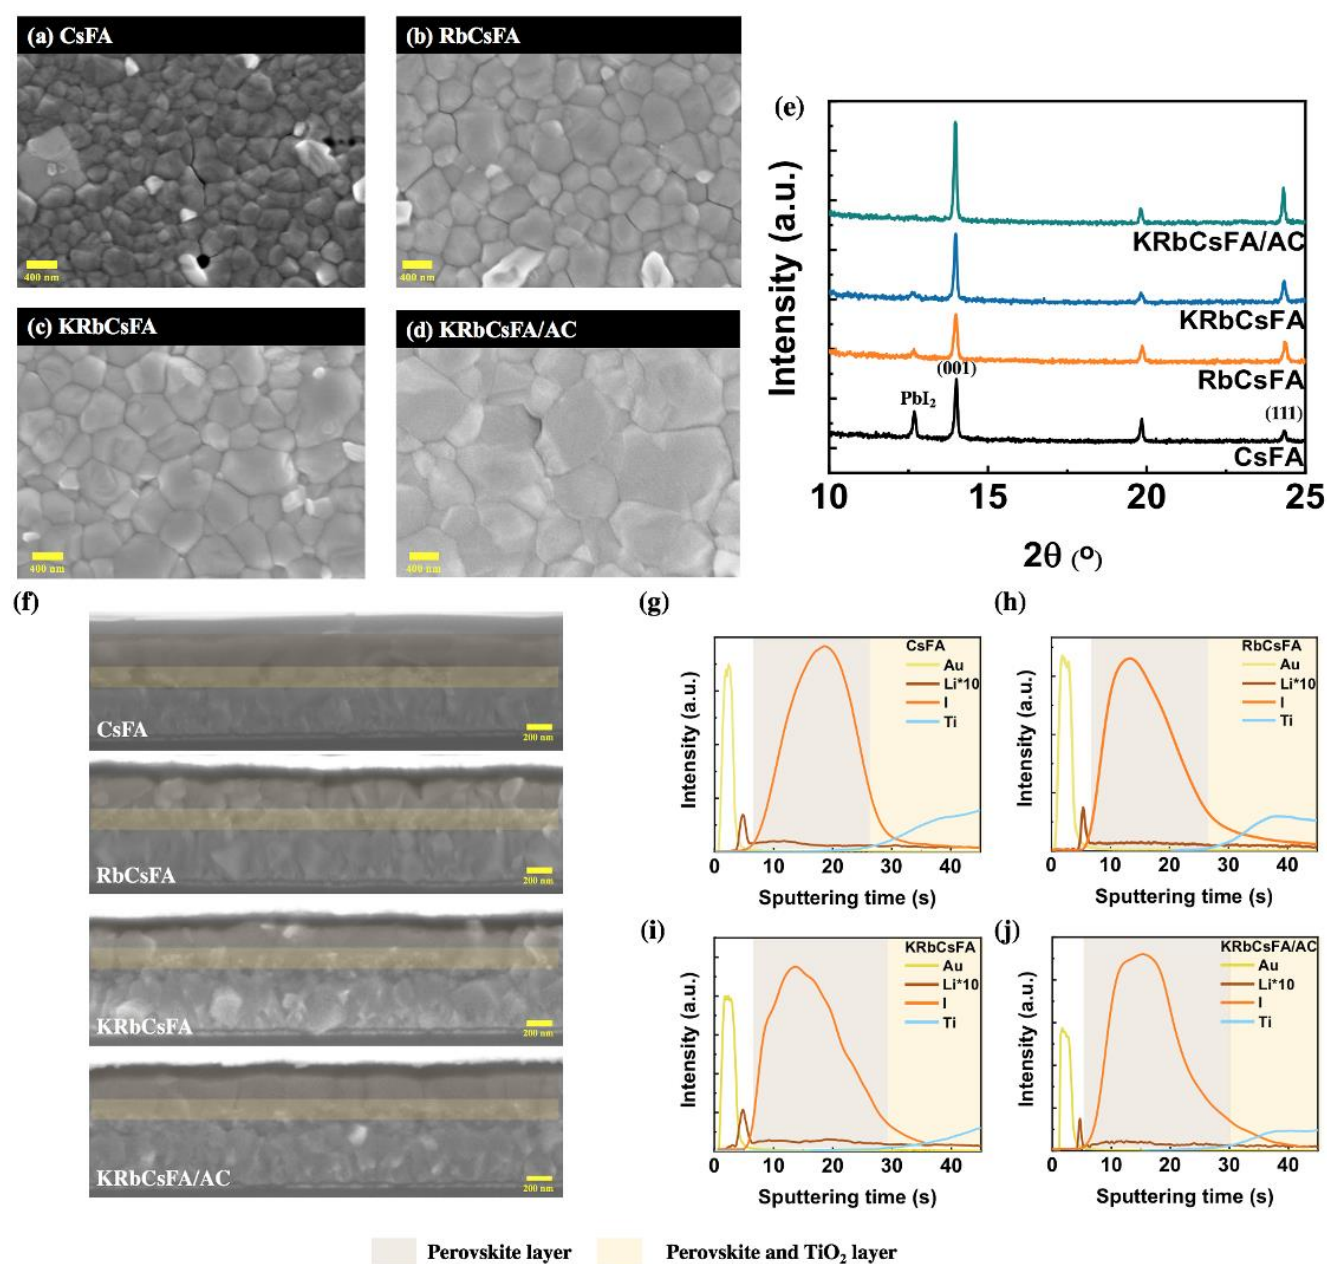 (a) CsFA
(b) RbCsFA
400 nm
400 nm
(c) KRbCsFA
(d) KRbCsFA/AC
400 nm
400 nm
(e)
Intensity (a.u.)
KRbCsFA/AC
KRbCsFA
RbCsFA
(001)
PbI₂
(111)
CsFA
10 15 20 25
2θ (°)
(f)
CsFA
200 nm
RbCsFA
200 nm
KRbCsFA
200 nm
KRbCsFA/AC
200 nm
(g)
CsFA
Au
Li*10
I
Ti
Intensity (a.u.)
0 10 20 30 40
Sputtering time (s)
(h)
RbCsFA
Au
Li*10
I
Ti
Intensity (a.u.)
0 10 20 30 40
Sputtering time (s)
(i)
KRbCsFA
Au
Li*10
I
Ti
Intensity (a.u.)
0 10 20 30 40
Sputtering time (s)
(j)
KRbCsFA/AC
Au
Li*10
I
Ti
Intensity (a.u.)
0 10 20 30 40
Sputtering time (s)
Perovskite layer
Perovskite and TiO₂ layer